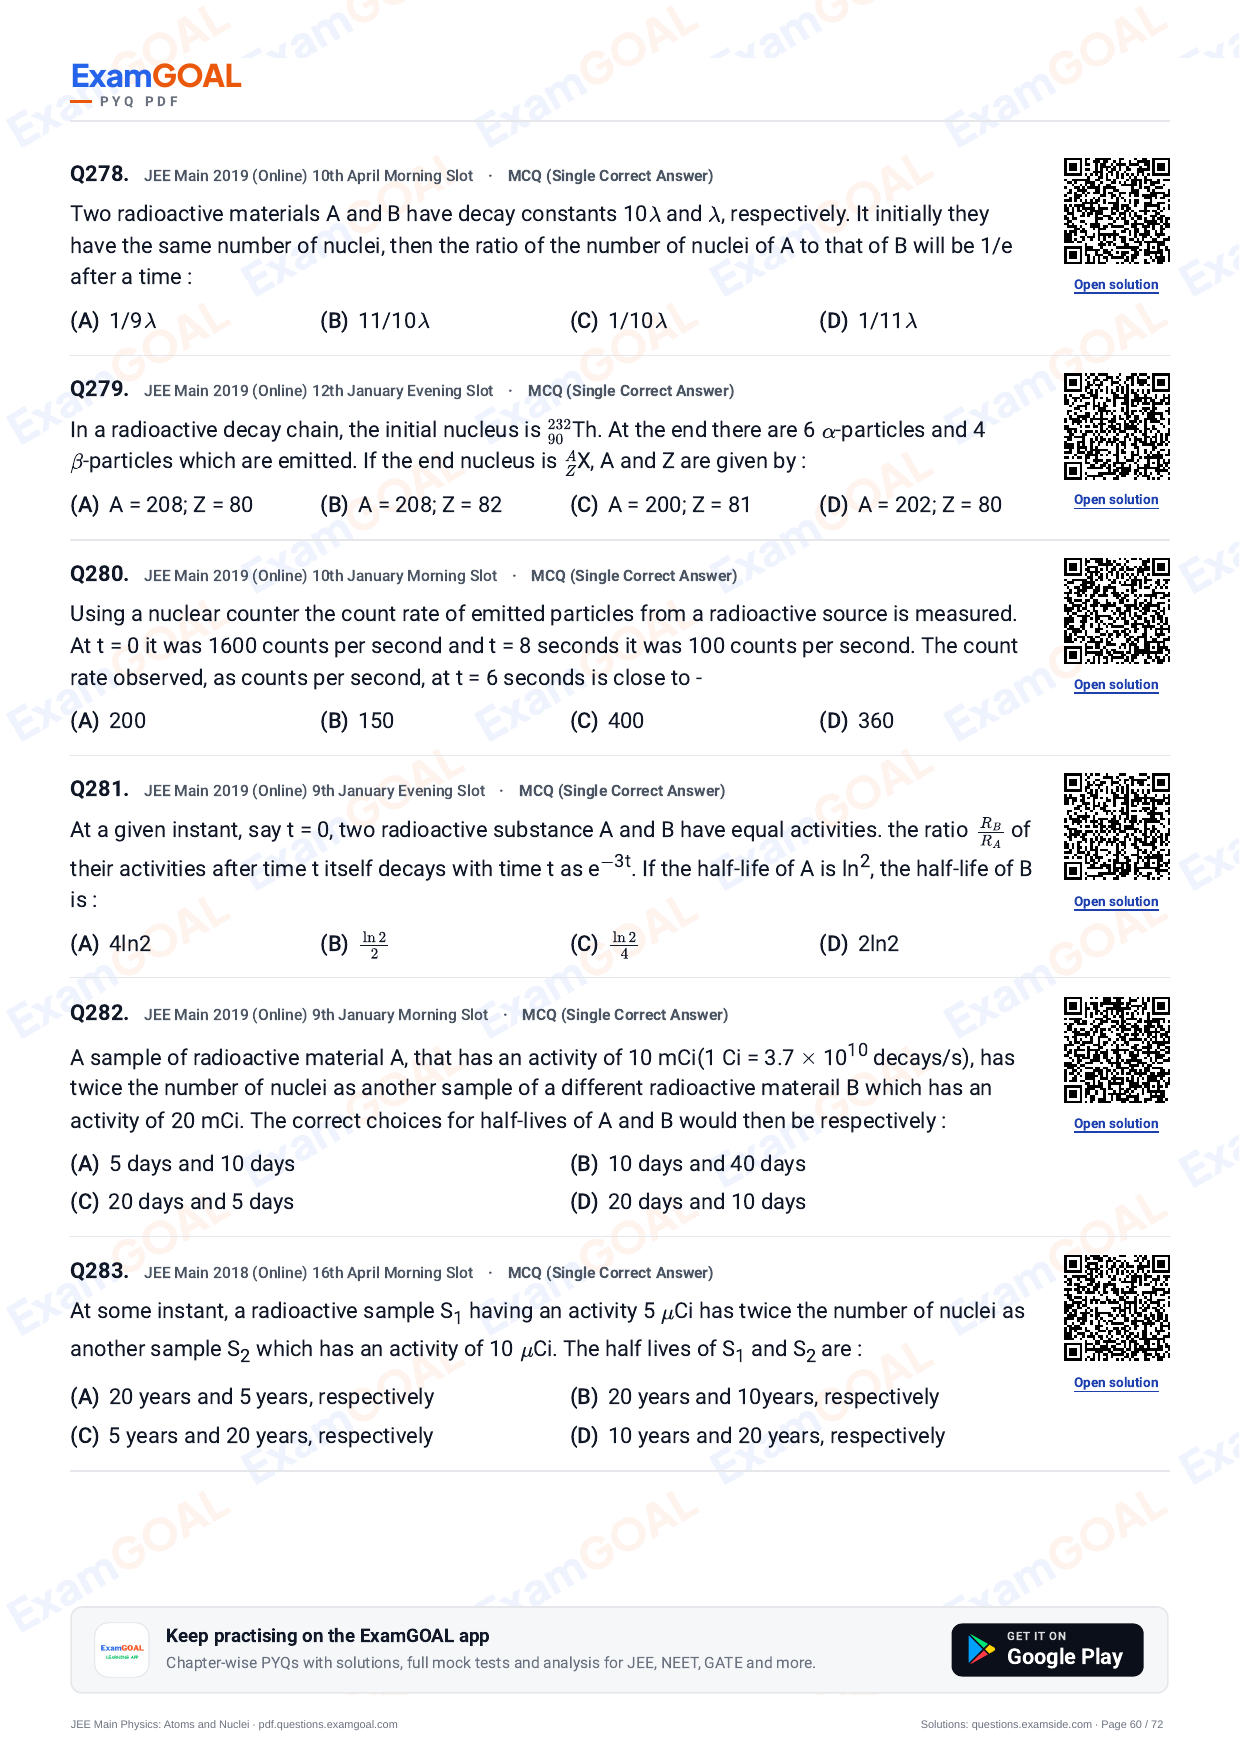 ExamGOAL
PYQ PDF
Q278. JEE Main 2019 (Online) 10th April Morning Slot · MCQ (Single Correct Answer)
Two radioactive materials A and B have decay constants 10λ and λ, respectively. It initially they
have the same number of nuclei, then the ratio of the number of nuclei of A to that of B will be 1/e
after a time :
(A) 1/9λ (B) 11/10λ (C) 1/10λ (D) 1/11λ
Open solution
Q279. JEE Main 2019 (Online) 12th January Evening Slot · MCQ (Single Correct Answer)
In a radioactive decay chain, the initial nucleus is $^{232}_{90}$Th. At the end there are 6 α-particles and 4
β-particles which are emitted. If the end nucleus is $^{A}_{Z}$X, A and Z are given by :
(A) A = 208; Z = 80 (B) A = 208; Z = 82 (C) A = 200; Z = 81 (D) A = 202; Z = 80
Open solution
Q280. JEE Main 2019 (Online) 10th January Morning Slot · MCQ (Single Correct Answer)
Using a nuclear counter the count rate of emitted particles from a radioactive source is measured.
At t = 0 it was 1600 counts per second and t = 8 seconds it was 100 counts per second. The count
rate observed, as counts per second, at t = 6 seconds is close to -
(A) 200 (B) 150 (C) 400 (D) 360
Open solution
Q281. JEE Main 2019 (Online) 9th January Evening Slot · MCQ (Single Correct Answer)
At a given instant, say t = 0, two radioactive substance A and B have equal activities. the ratio $\frac{R_B}{R_A}$ of
their activities after time t itself decays with time t as e$^{-3t}$. If the half-life of A is ln$^{2}$, the half-life of B
is :
(A) 4ln2 (B) $\frac{\ln 2}{2}$ (C) $\frac{\ln 2}{4}$ (D) 2ln2
Open solution
Q282. JEE Main 2019 (Online) 9th January Morning Slot · MCQ (Single Correct Answer)
A sample of radioactive material A, that has an activity of 10 mCi(1 Ci = 3.7 × 10$^{10}$ decays/s), has
twice the number of nuclei as another sample of a different radioactive materail B which has an
activity of 20 mCi. The correct choices for half-lives of A and B would then be respectively :
(A) 5 days and 10 days (B) 10 days and 40 days
(C) 20 days and 5 days (D) 20 days and 10 days
Open solution
Q283. JEE Main 2018 (Online) 16th April Morning Slot · MCQ (Single Correct Answer)
At some instant, a radioactive sample S$_1$ having an activity 5 μCi has twice the number of nuclei as
another sample S$_2$ which has an activity of 10 μCi. The half lives of S$_1$ and S$_2$ are :
(A) 20 years and 5 years, respectively (B) 20 years and 10years, respectively
(C) 5 years and 20 years, respectively (D) 10 years and 20 years, respectively
Open solution
ExamGOAL
LEARNING APP
Keep practising on the ExamGOAL app
Chapter-wise PYQs with solutions, full mock tests and analysis for JEE, NEET, GATE and more.
GET IT ON
Google Play
JEE Main Physics: Atoms and Nuclei · pdf.questions.examgoal.com
Solutions: questions.examside.com · Page 60 / 72